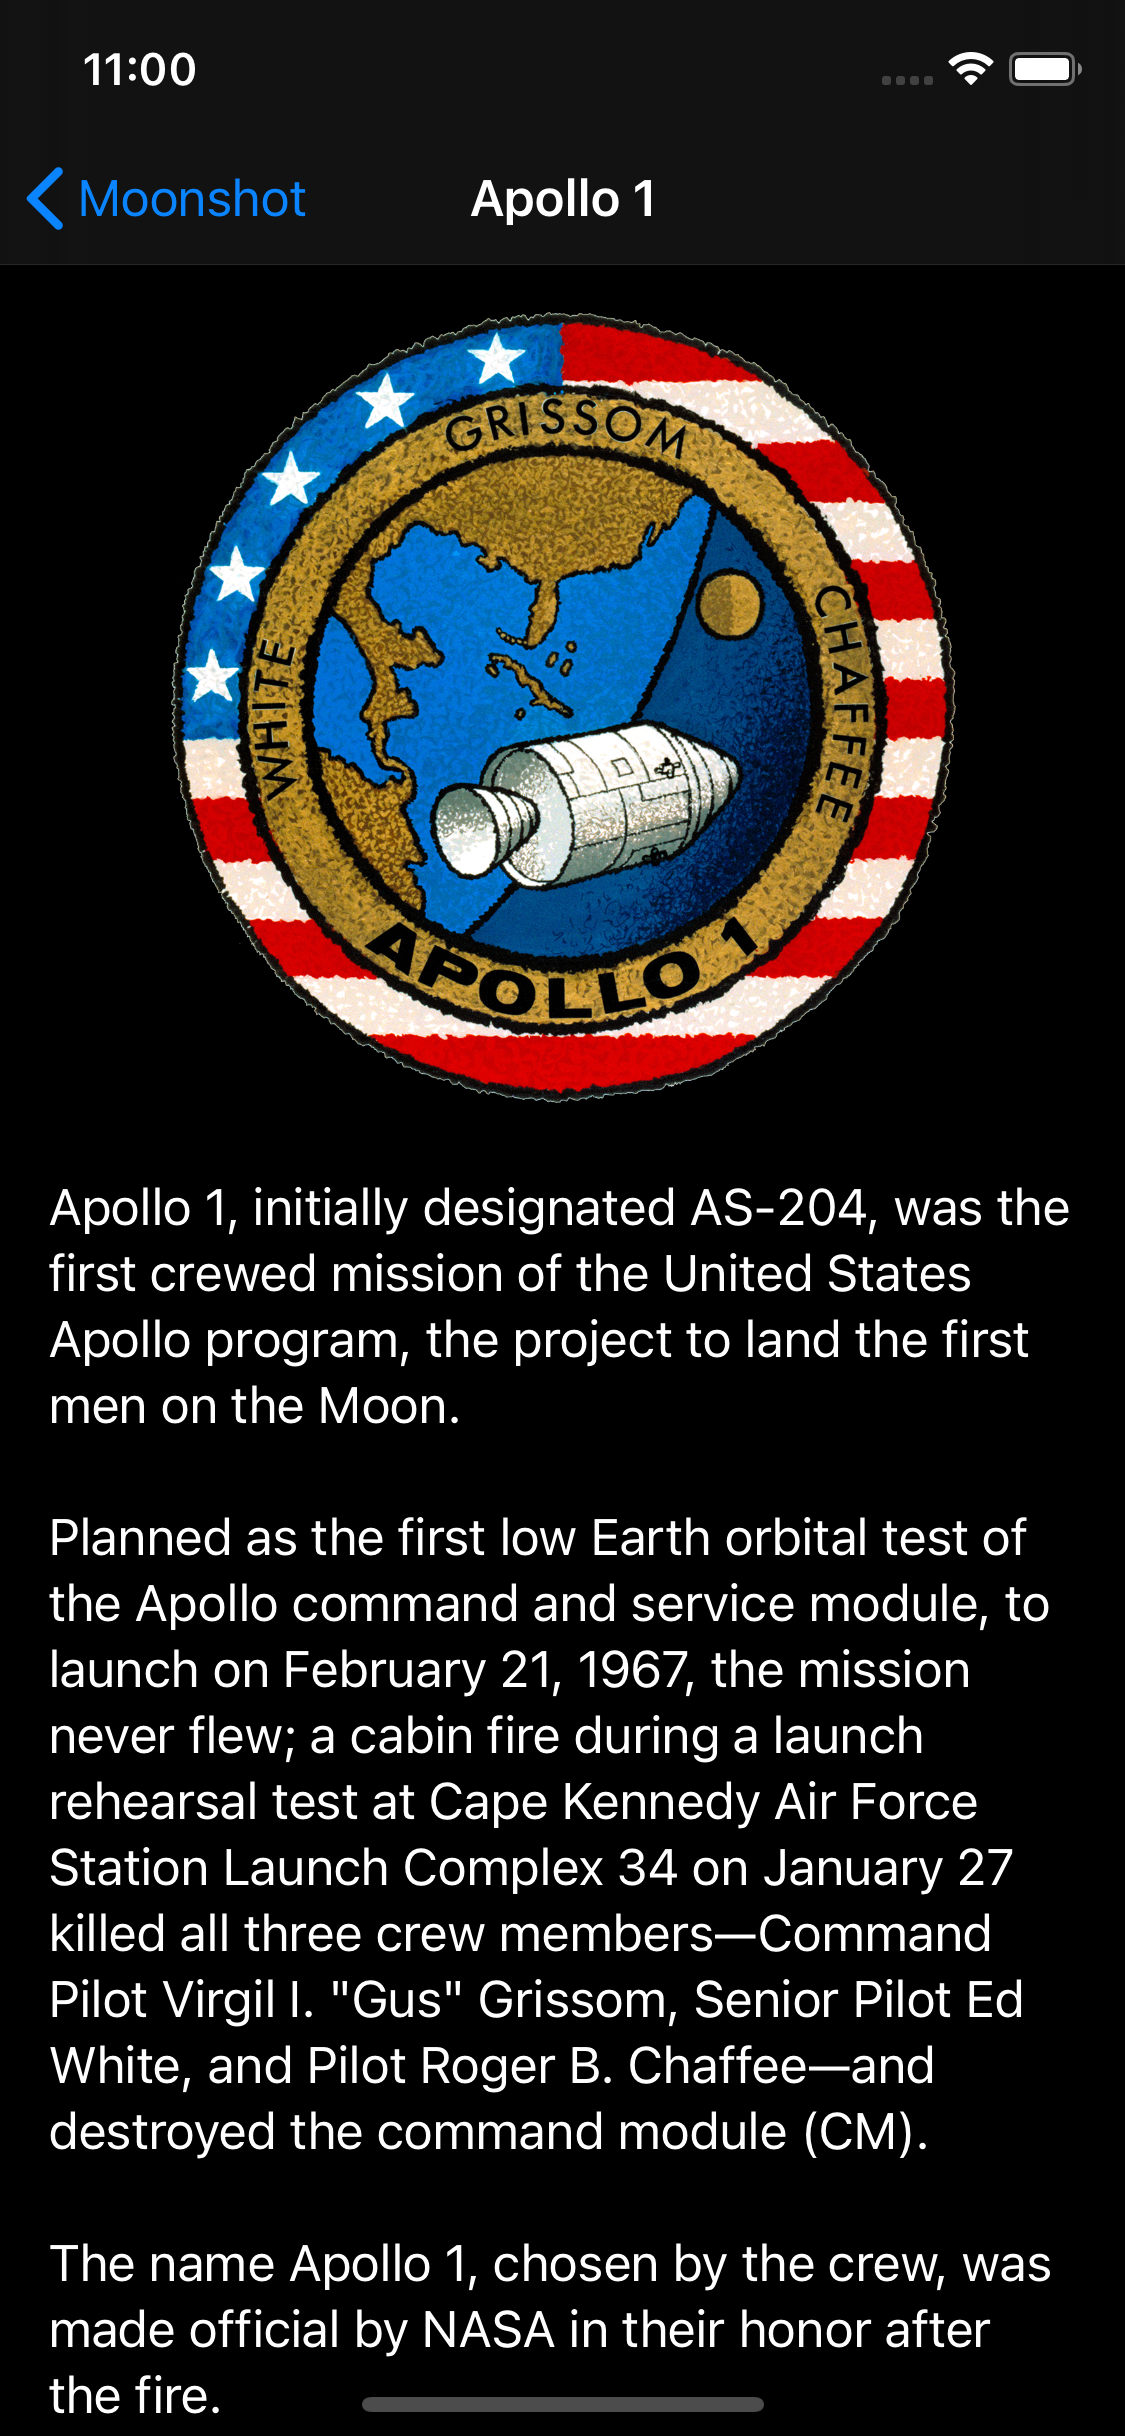 11:00
Moonshot
Apollo 1
GRISSOM
WHITE
CHAFFEE
APOLLO 1
Apollo 1, initially designated AS-204, was the
first crewed mission of the United States
Apollo program, the project to land the first
men on the Moon.
Planned as the first low Earth orbital test of
the Apollo command and service module, to
launch on February 21, 1967, the mission
never flew; a cabin fire during a launch
rehearsal test at Cape Kennedy Air Force
Station Launch Complex 34 on January 27
killed all three crew members—Command
Pilot Virgil I. "Gus" Grissom, Senior Pilot Ed
White, and Pilot Roger B. Chaffee—and
destroyed the command module (CM).
The name Apollo 1, chosen by the crew, was
made official by NASA in their honor after
the fire.